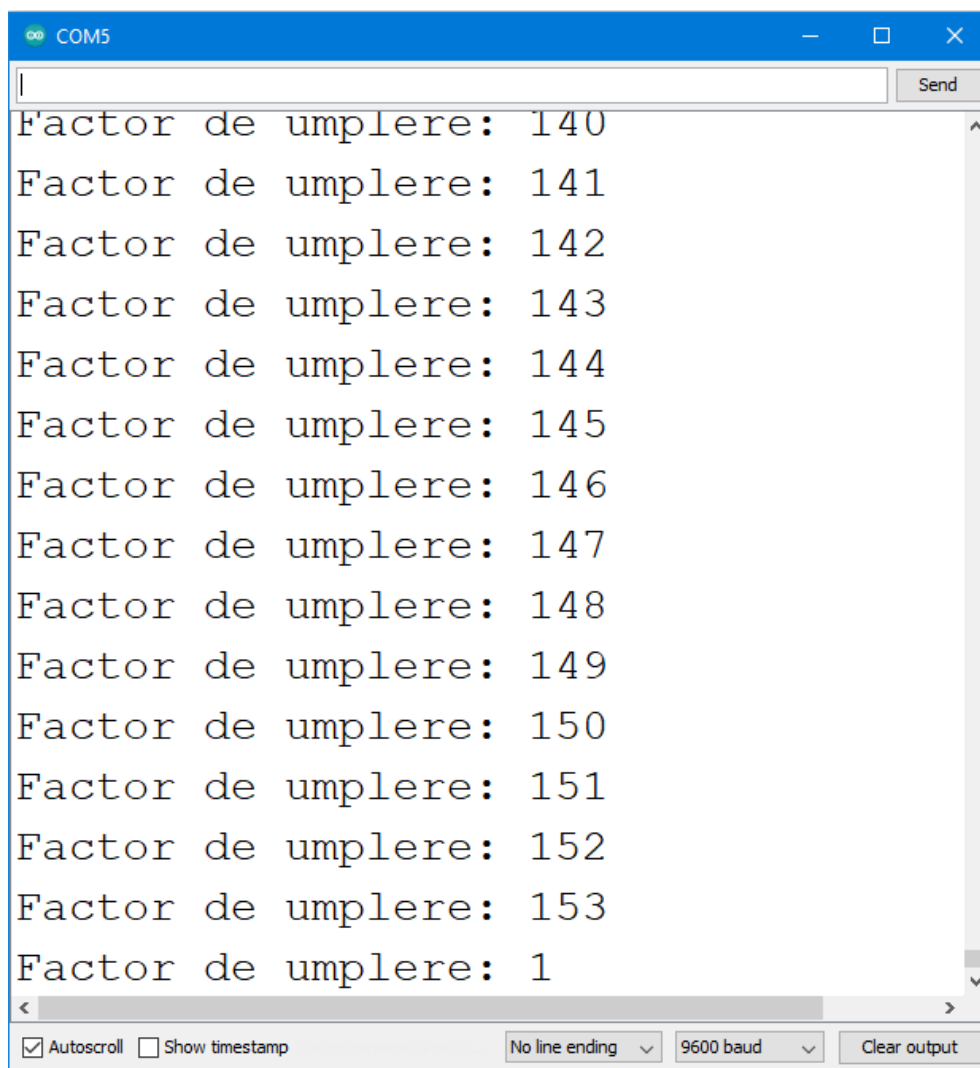 COM5
Send
Factor de umplere: 140
Factor de umplere: 141
Factor de umplere: 142
Factor de umplere: 143
Factor de umplere: 144
Factor de umplere: 145
Factor de umplere: 146
Factor de umplere: 147
Factor de umplere: 148
Factor de umplere: 149
Factor de umplere: 150
Factor de umplere: 151
Factor de umplere: 152
Factor de umplere: 153
Factor de umplere: 1
Autoscroll Show timestamp No line ending 9600 baud Clear output